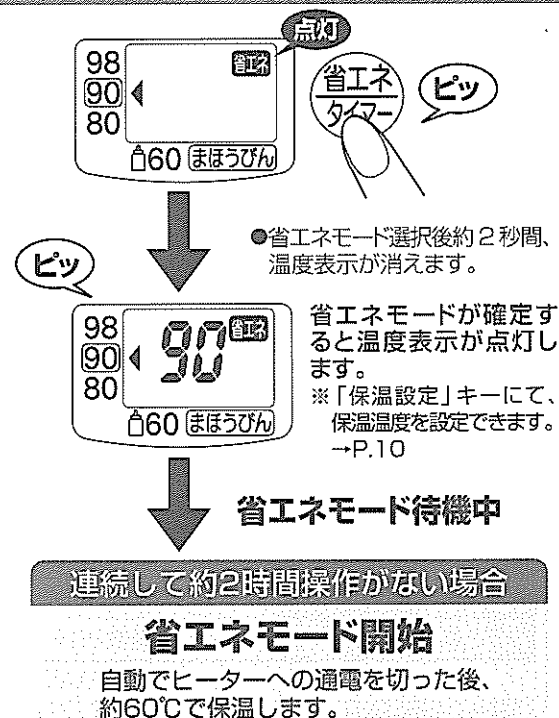 点灯
98
90
80
省エネ
60 まほうびん
省エネ
タイマー
ピッ
●省エネモード選択後約2秒間、
温度表示が消えます。
ピッ
98
90
80
90
省エネ
60 まほうびん
省エネモードが確定す
ると温度表示が点灯し
ます。
※「保温設定」キーにて、
保温温度を設定できます。
→P.10
省エネモード待機中
連続して約2時間操作がない場合
省エネモード開始
自動でヒーターへの通電を切った後、
約60℃で保温します。